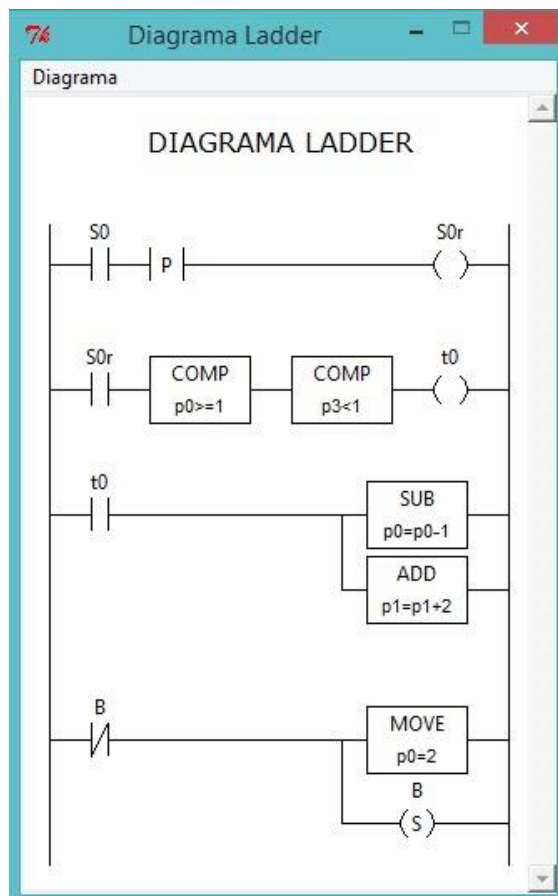 Diagrama Ladder
Diagrama
DIAGRAMA LADDER
S0 S0r
P
S0r t0
COMP COMP
p0>=1 p3<1
t0
SUB
p0=p0-1
ADD
p1=p1+2
B
MOVE
p0=2
B
S